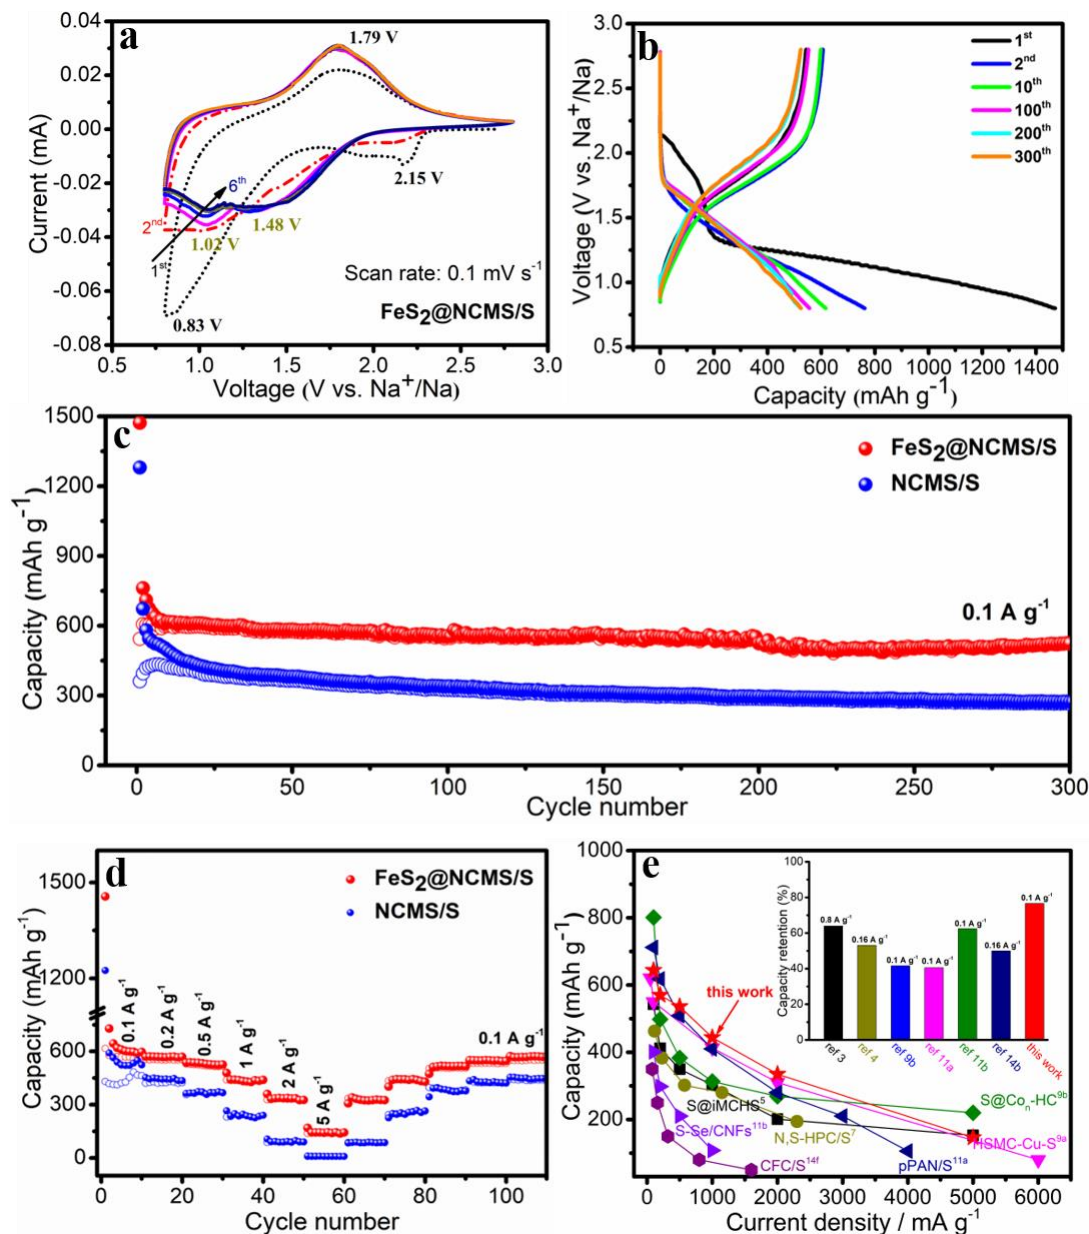 a
0.04
0.02
0.00
-0.02
-0.04
-0.06
-0.08
Current (mA)
1.79 V
2.15 V
6th
2nd
1st
1.02 V
1.48 V
0.83 V
Scan rate: 0.1 mV s-1
FeS2@NCMS/S
0.5 1.0 1.5 2.0 2.5 3.0
Voltage (V vs. Na+/Na)
b
3.0
2.5
2.0
1.5
1.0
0.5
Voltage (V vs. Na+/Na)
1st
2nd
10th
100th
200th
300th
0 200 400 600 800 1000 1200 1400
Capacity (mAh g-1)
c
1500
1200
900
600
300
0
Capacity (mAh g-1)
FeS2@NCMS/S
NCMS/S
0.1 A g-1
0 50 100 150 200 250 300
Cycle number
d
1500
1200
600
300
0
Capacity (mAh g-1)
FeS2@NCMS/S
NCMS/S
0.1 A g-1
0.2 A g-1
0.5 A g-1
1 A g-1
2 A g-1
5 A g-1
0.1 A g-1
0 20 40 60 80 100
Cycle number
e
1000
800
600
400
200
Capacity (mAh g-1)
this work
S@iMCHS5
S-Se/CNFs11b
N,S-HPC/S7
CFC/S14f
pPAN/S11a
S@Con-HC9b
HSMC-Cu-S9a
0 1000 2000 3000 4000 5000 6000
Current density / mA g-1
100
80
60
40
20
0
Capacity retention (%)
0.8 A g-1
0.16 A g-1
0.1 A g-1
0.1 A g-1
0.1 A g-1
0.16 A g-1
0.1 A g-1
ref 3
ref 4
ref 9b
ref 11a
ref 11b
ref 14b
this work